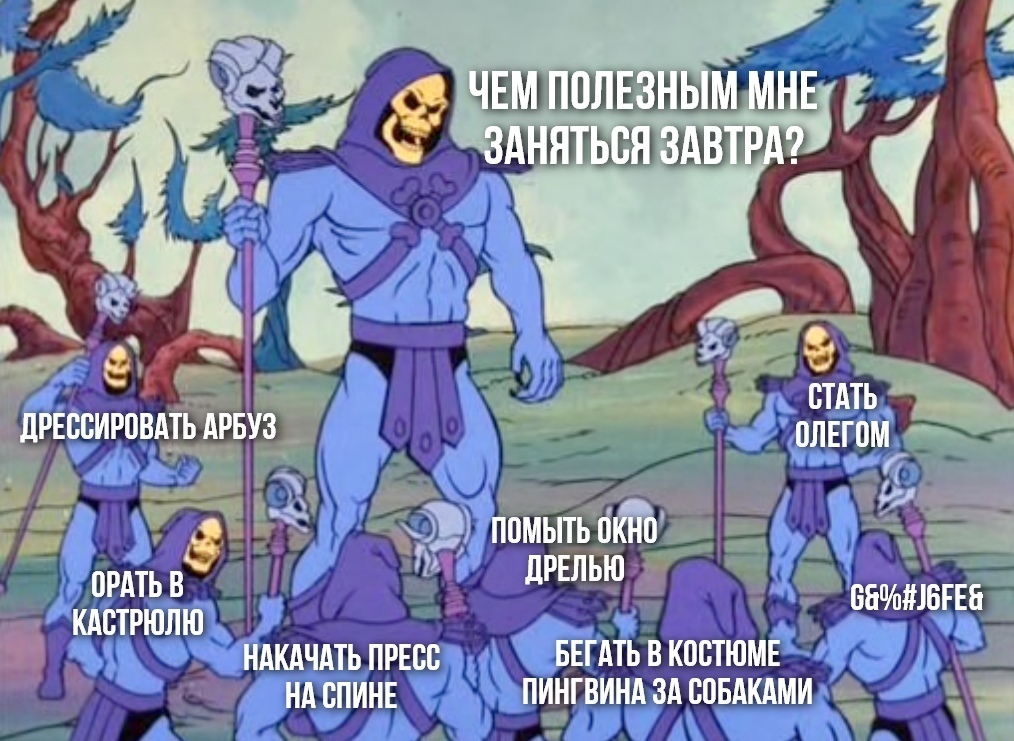 ЧЕМ ПОЛЕЗНЫМ МНЕ
ЗАНЯТЬСЯ ЗАВТРА?
ДРЕССИРОВАТЬ АРБУЗ
СТАТЬ
ОЛЕГОМ
ПОМЫТЬ ОКНО
ДРЕЛЬЮ
ОРАТЬ В
КАСТРЮЛЮ
G&%#J6FE&
НАКАЧАТЬ ПРЕСС
НА СПИНЕ
БЕГАТЬ В КОСТЮМЕ
ПИНГВИНА ЗА СОБАКАМИ